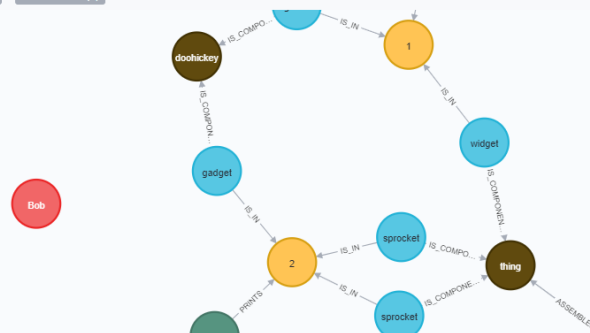 IS_COMPO...
IS_IN
1
doohickey
IS_COMPON...
IS_IN
widget
gadget
IS_COMPONEN...
Bob
IS_IN
sprocket
IS_IN
IS_COMPO...
2
thing
IS_IN
IS_COMPONE...
PRINTS
ASSEMBLE
sprocket